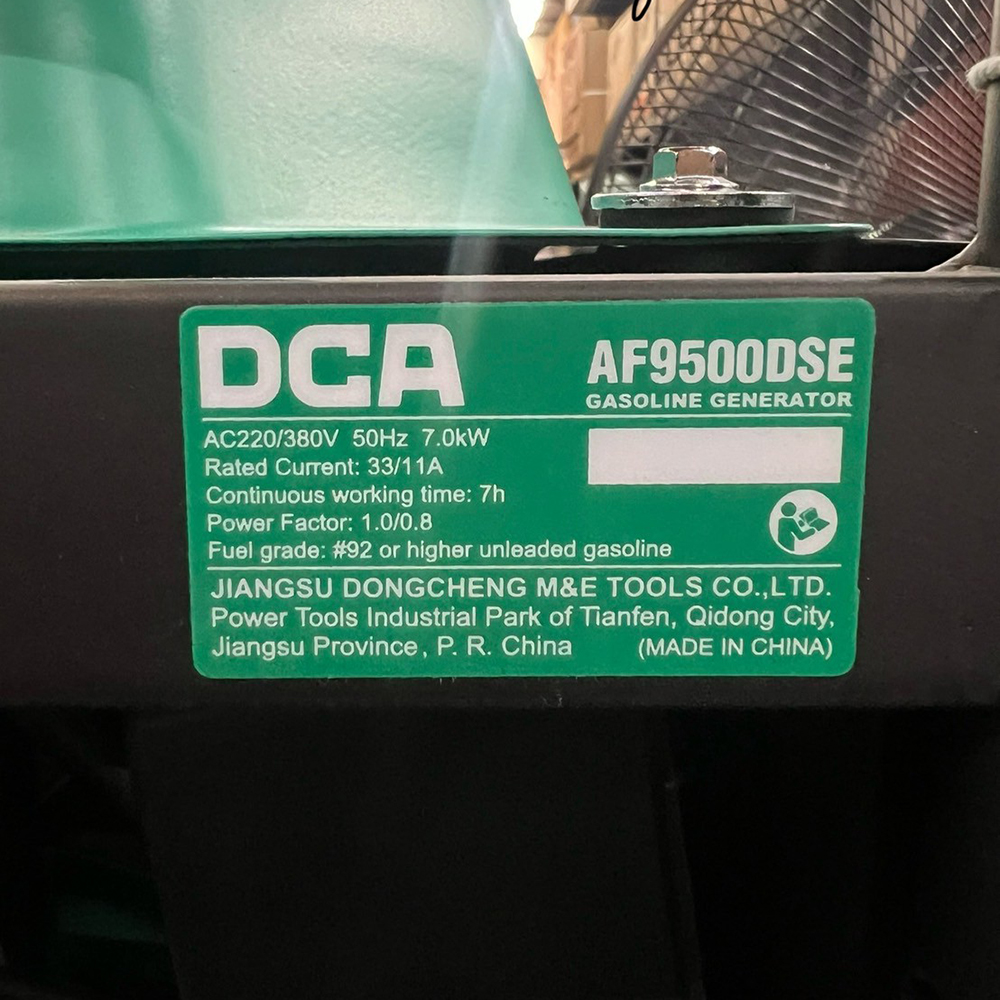 DCA
AF9500DSE
GASOLINE GENERATOR
AC220/380V 50Hz 7.0kW
Rated Current: 33/11A
Continuous working time: 7h
Power Factor: 1.0/0.8
Fuel grade: #92 or higher unleaded gasoline
JIANGSU DONGCHENG M&E TOOLS CO.,LTD.
Power Tools Industrial Park of Tianfen, Qidong City,
Jiangsu Province, P. R. China (MADE IN CHINA)